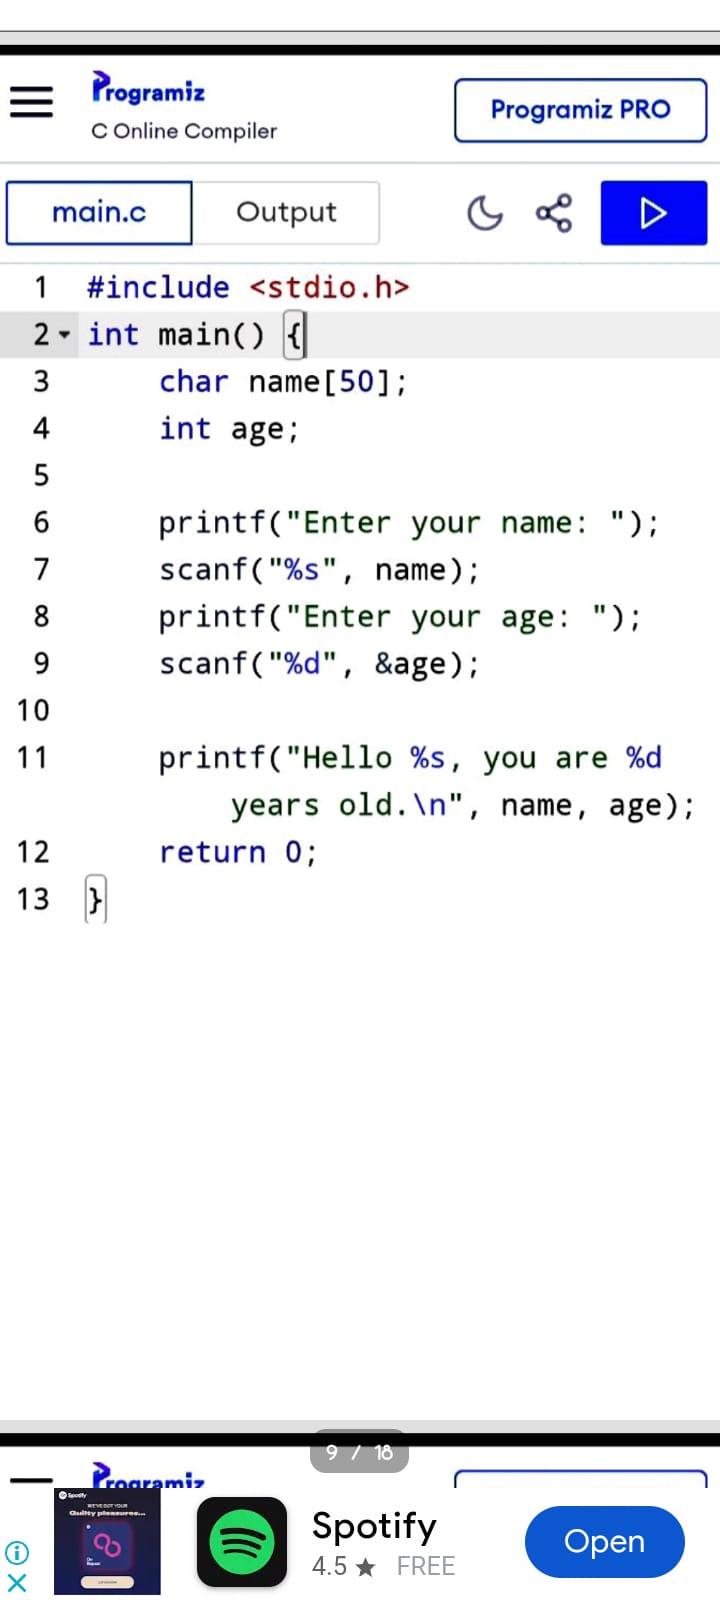 Programiz
C Online Compiler
Programiz PRO
main.c
Output
1 #include <stdio.h>
2 int main() {
3 char name[50];
4 int age;
5
6 printf("Enter your name: ");
7 scanf("%s", name);
8 printf("Enter your age: ");
9 scanf("%d", &age);
10
11 printf("Hello %s, you are %d
years old.\n", name, age);
12 return 0;
13 }
9 / 18
Programiz
Spotify
WE'VE GOT YOUR
Guilty pleasures...
Spotify
4.5 ★ FREE
Open